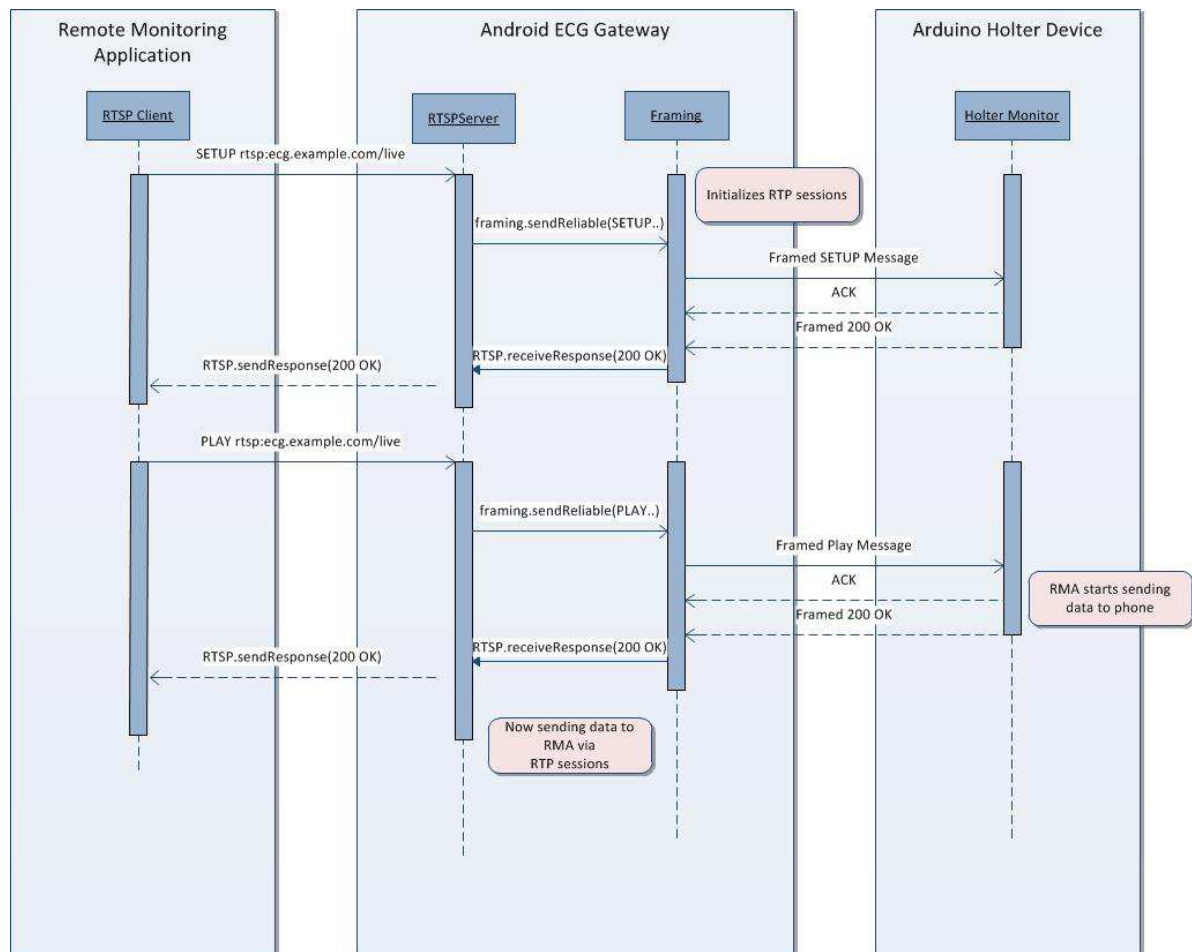 Remote Monitoring
Application
Android ECG Gateway
Arduino Holter Device
RTSP Client
RTSPServer
Framing
Holter Monitor
SETUP rtsp:ecg.example.com/live
Initializes RTP sessions
framing.sendReliable(SETUP..)
Framed SETUP Message
ACK
Framed 200 OK
RTSP.receiveResponse(200 OK)
RTSP.sendResponse(200 OK)
PLAY rtsp:ecg.example.com/live
framing.sendReliable(PLAY..)
Framed Play Message
ACK
RMA starts sending
data to phone
Framed 200 OK
RTSP.receiveResponse(200 OK)
RTSP.sendResponse(200 OK)
Now sending data to
RMA via
RTP sessions